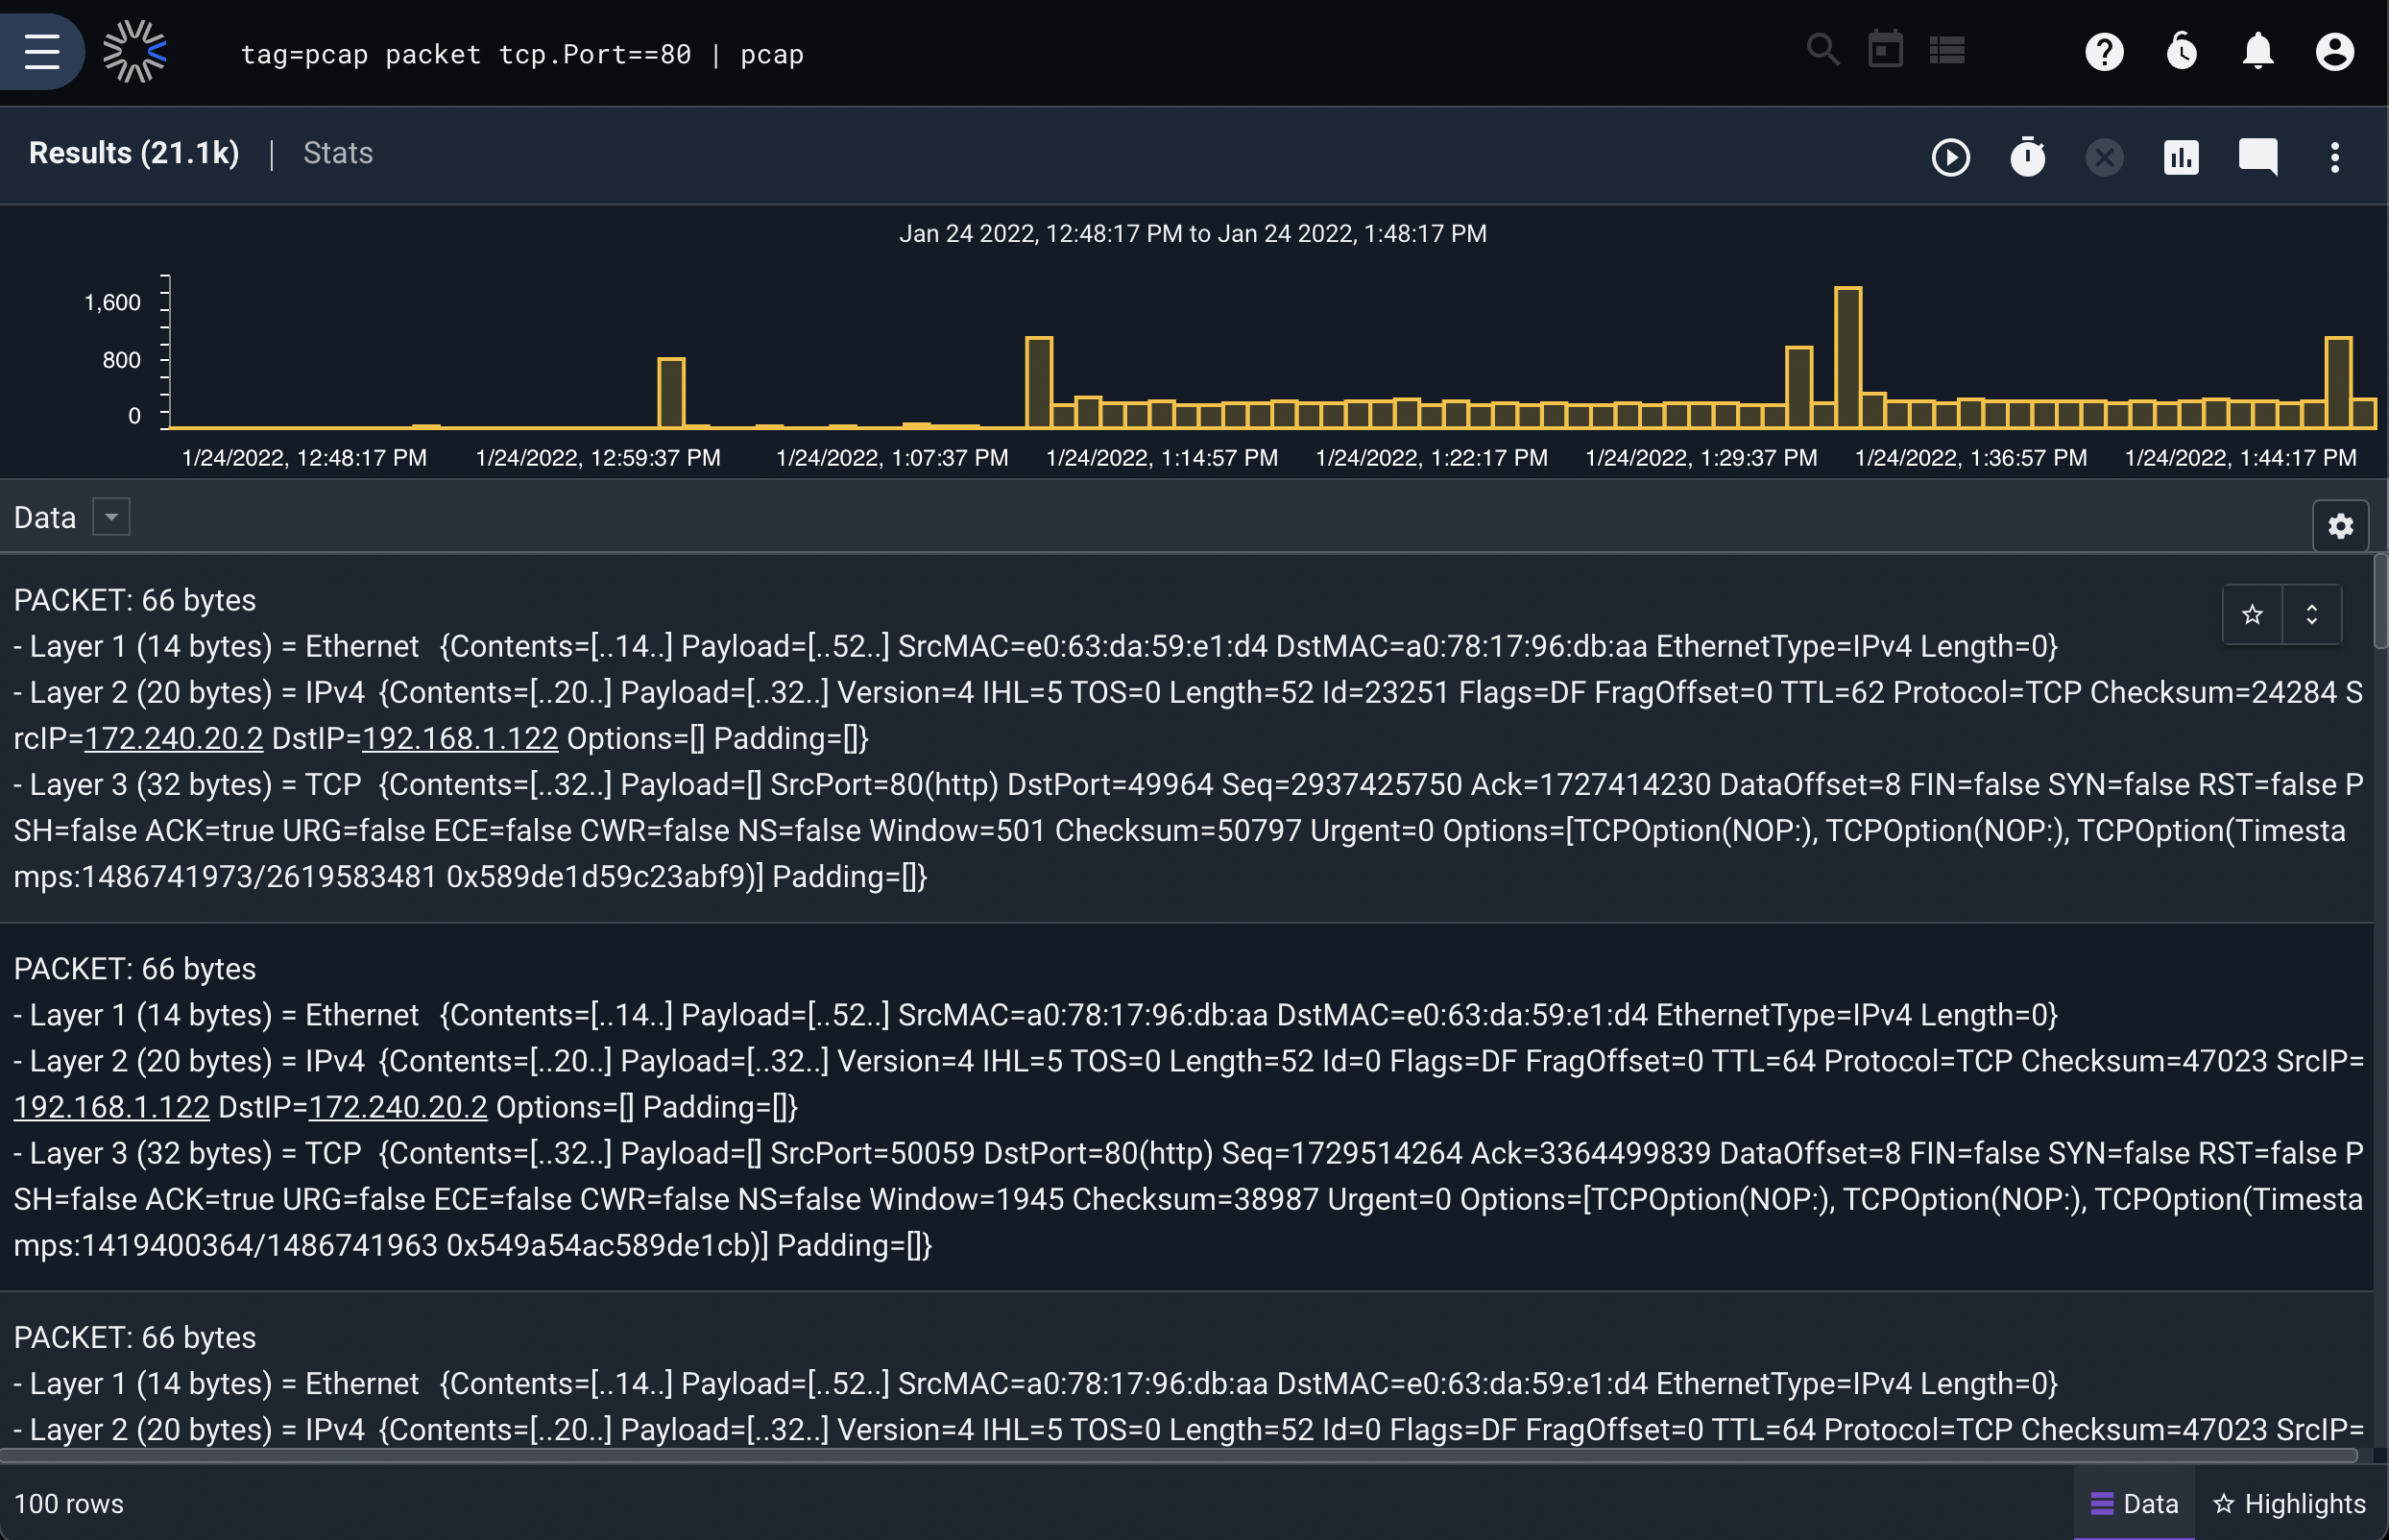 tag=pcap packet tcp.Port==80 | pcap
Results (21.1k) | Stats
Jan 24 2022, 12:48:17 PM to Jan 24 2022, 1:48:17 PM
1,600
800
0
1/24/2022, 12:48:17 PM 1/24/2022, 12:59:37 PM 1/24/2022, 1:07:37 PM 1/24/2022, 1:14:57 PM 1/24/2022, 1:22:17 PM 1/24/2022, 1:29:37 PM 1/24/2022, 1:36:57 PM 1/24/2022, 1:44:17 PM
Data
PACKET: 66 bytes
- Layer 1 (14 bytes) = Ethernet {Contents=[..14..] Payload=[..52..] SrcMAC=e0:63:da:59:e1:d4 DstMAC=a0:78:17:96:db:aa EthernetType=IPv4 Length=0}
- Layer 2 (20 bytes) = IPv4 {Contents=[..20..] Payload=[..32..] Version=4 IHL=5 TOS=0 Length=52 Id=23251 Flags=DF FragOffset=0 TTL=62 Protocol=TCP Checksum=24284 S
rcIP=172.240.20.2 DstIP=192.168.1.122 Options=[] Padding=[]}
- Layer 3 (32 bytes) = TCP {Contents=[..32..] Payload=[] SrcPort=80(http) DstPort=49964 Seq=2937425750 Ack=1727414230 DataOffset=8 FIN=false SYN=false RST=false P
SH=false ACK=true URG=false ECE=false CWR=false NS=false Window=501 Checksum=50797 Urgent=0 Options=[TCPOption(NOP:), TCPOption(NOP:), TCPOption(Timesta
mps:1486741973/2619583481 0x589de1d59c23abf9)] Padding=[]}
PACKET: 66 bytes
- Layer 1 (14 bytes) = Ethernet {Contents=[..14..] Payload=[..52..] SrcMAC=a0:78:17:96:db:aa DstMAC=e0:63:da:59:e1:d4 EthernetType=IPv4 Length=0}
- Layer 2 (20 bytes) = IPv4 {Contents=[..20..] Payload=[..32..] Version=4 IHL=5 TOS=0 Length=52 Id=0 Flags=DF FragOffset=0 TTL=64 Protocol=TCP Checksum=47023 SrcIP=
192.168.1.122 DstIP=172.240.20.2 Options=[] Padding=[]}
- Layer 3 (32 bytes) = TCP {Contents=[..32..] Payload=[] SrcPort=50059 DstPort=80(http) Seq=1729514264 Ack=3364499839 DataOffset=8 FIN=false SYN=false RST=false P
SH=false ACK=true URG=false ECE=false CWR=false NS=false Window=1945 Checksum=38987 Urgent=0 Options=[TCPOption(NOP:), TCPOption(NOP:), TCPOption(Timesta
mps:1419400364/1486741963 0x549a54ac589de1cb)] Padding=[]}
PACKET: 66 bytes
- Layer 1 (14 bytes) = Ethernet {Contents=[..14..] Payload=[..52..] SrcMAC=a0:78:17:96:db:aa DstMAC=e0:63:da:59:e1:d4 EthernetType=IPv4 Length=0}
- Layer 2 (20 bytes) = IPv4 {Contents=[..20..] Payload=[..32..] Version=4 IHL=5 TOS=0 Length=52 Id=0 Flags=DF FragOffset=0 TTL=64 Protocol=TCP Checksum=47023 SrcIP=
100 rows Data Highlights